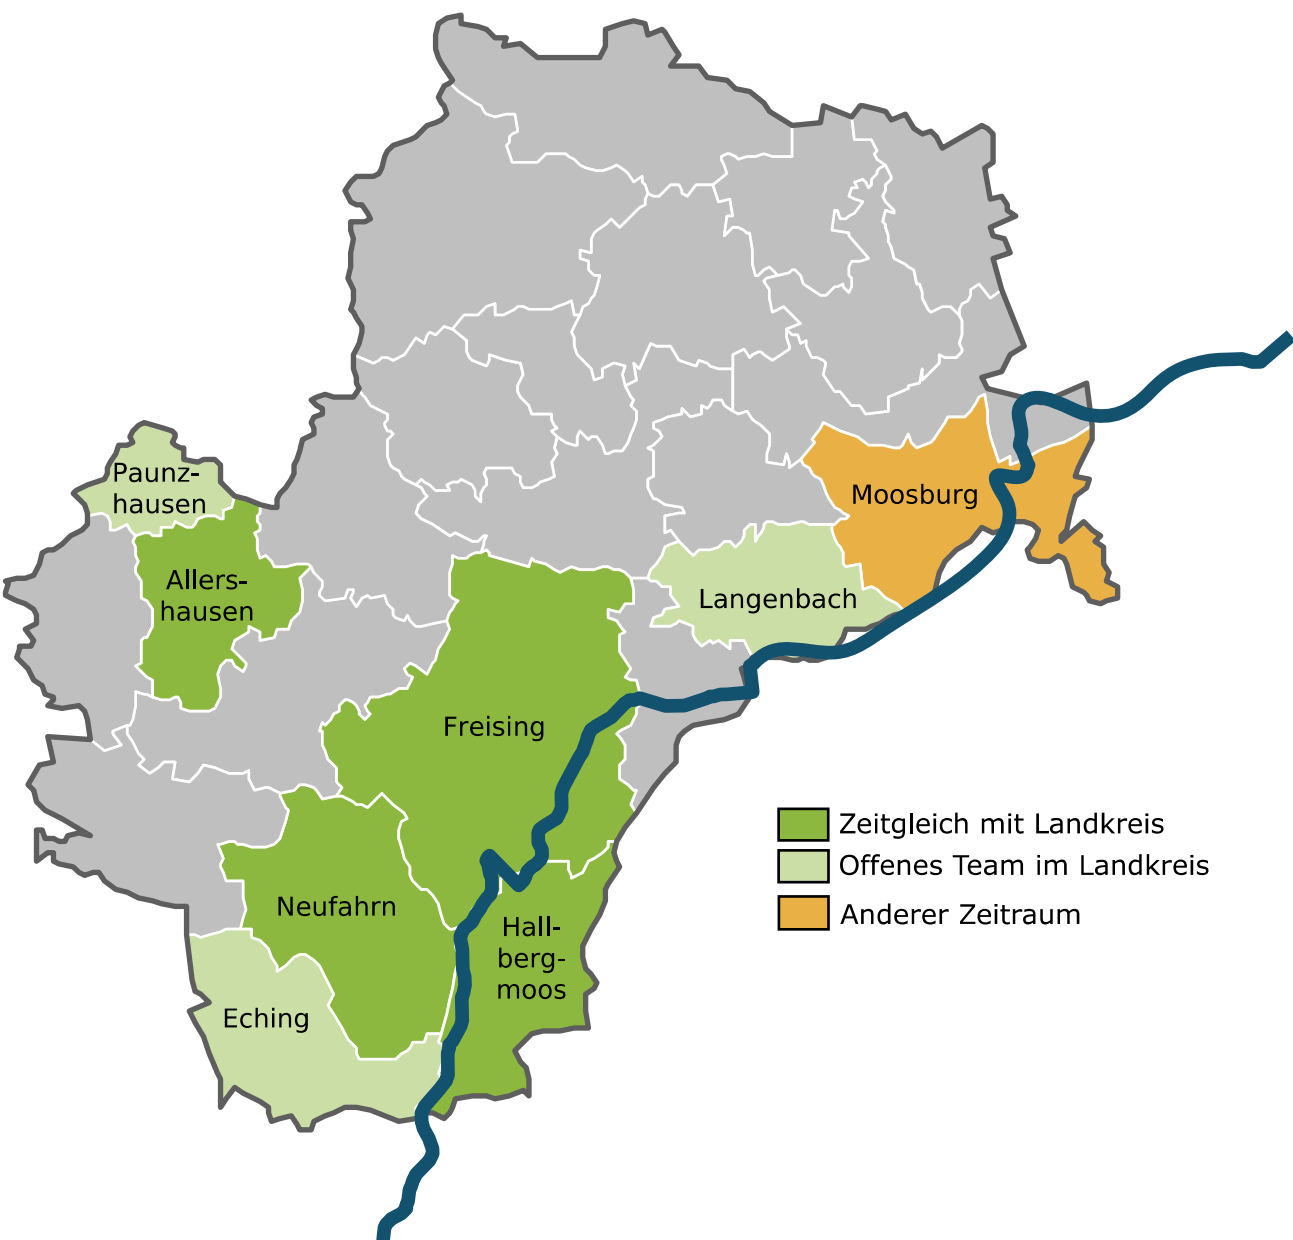 Paunz-
hausen
Allers-
hausen
Moosburg
Langenbach
Freising
Neufahrn
Hall-
berg-
moos
Eching
Zeitgleich mit Landkreis
Offenes Team im Landkreis
Anderer Zeitraum